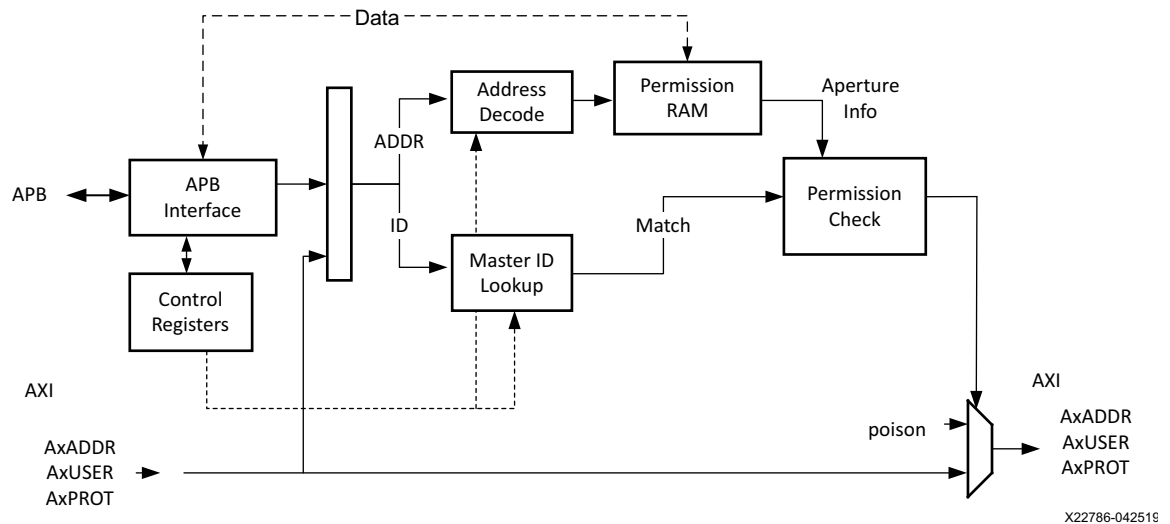 Data
Address
Decode
Permission
RAM
Aperture
Info
ADDR
APB
APB
Interface
Permission
Check
ID
Match
Master ID
Lookup
Control
Registers
AXI
AXI
poison
AxADDR
AxUSER
AxPROT
AxADDR
AxUSER
AxPROT
X22786-042519